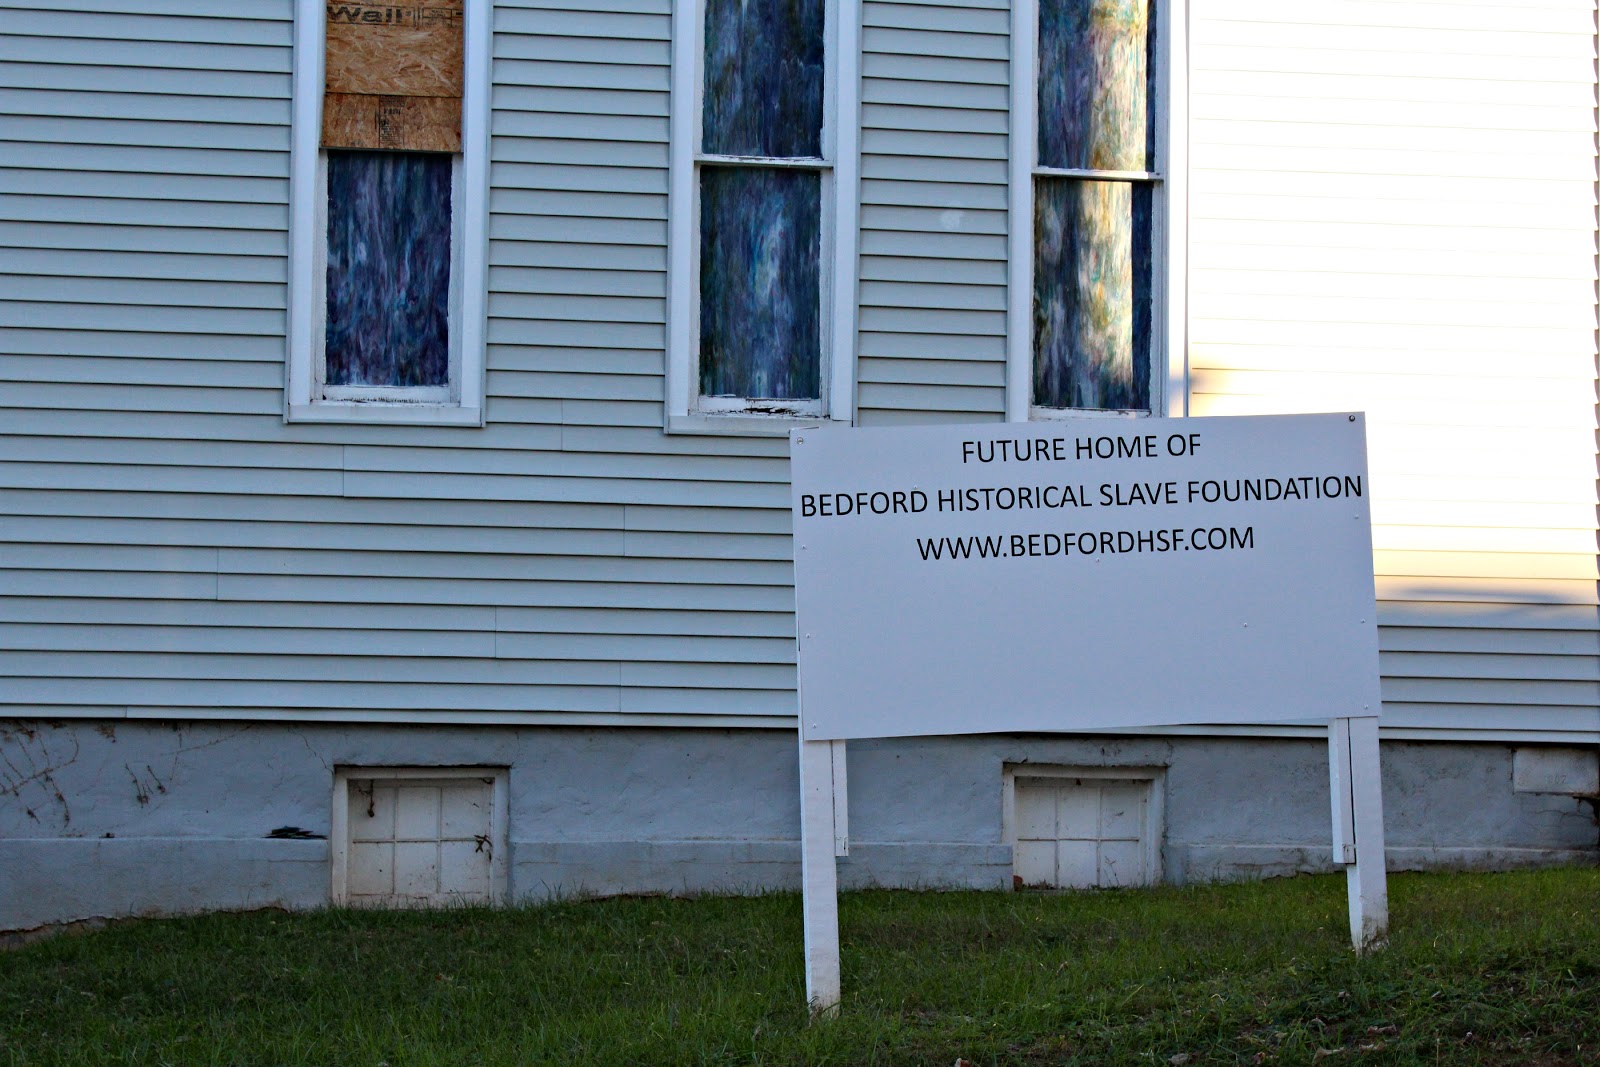 Wall
FUTURE HOME OF
BEDFORD HISTORICAL SLAVE FOUNDATION
WWW.BEDFORDHSF.COM